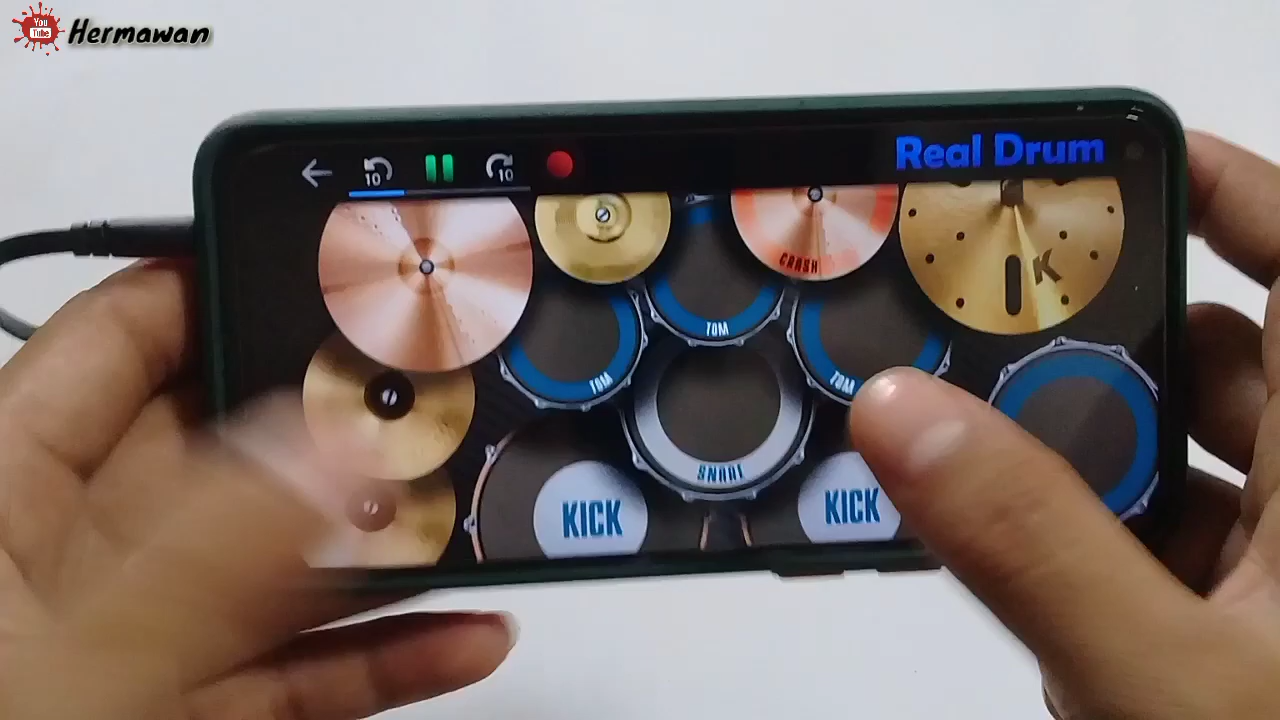 You
Tube
Hermawan
10
10
Real Drum
CRASH
K
TOM
TOM
TOM
SNARE
KICK
KICK